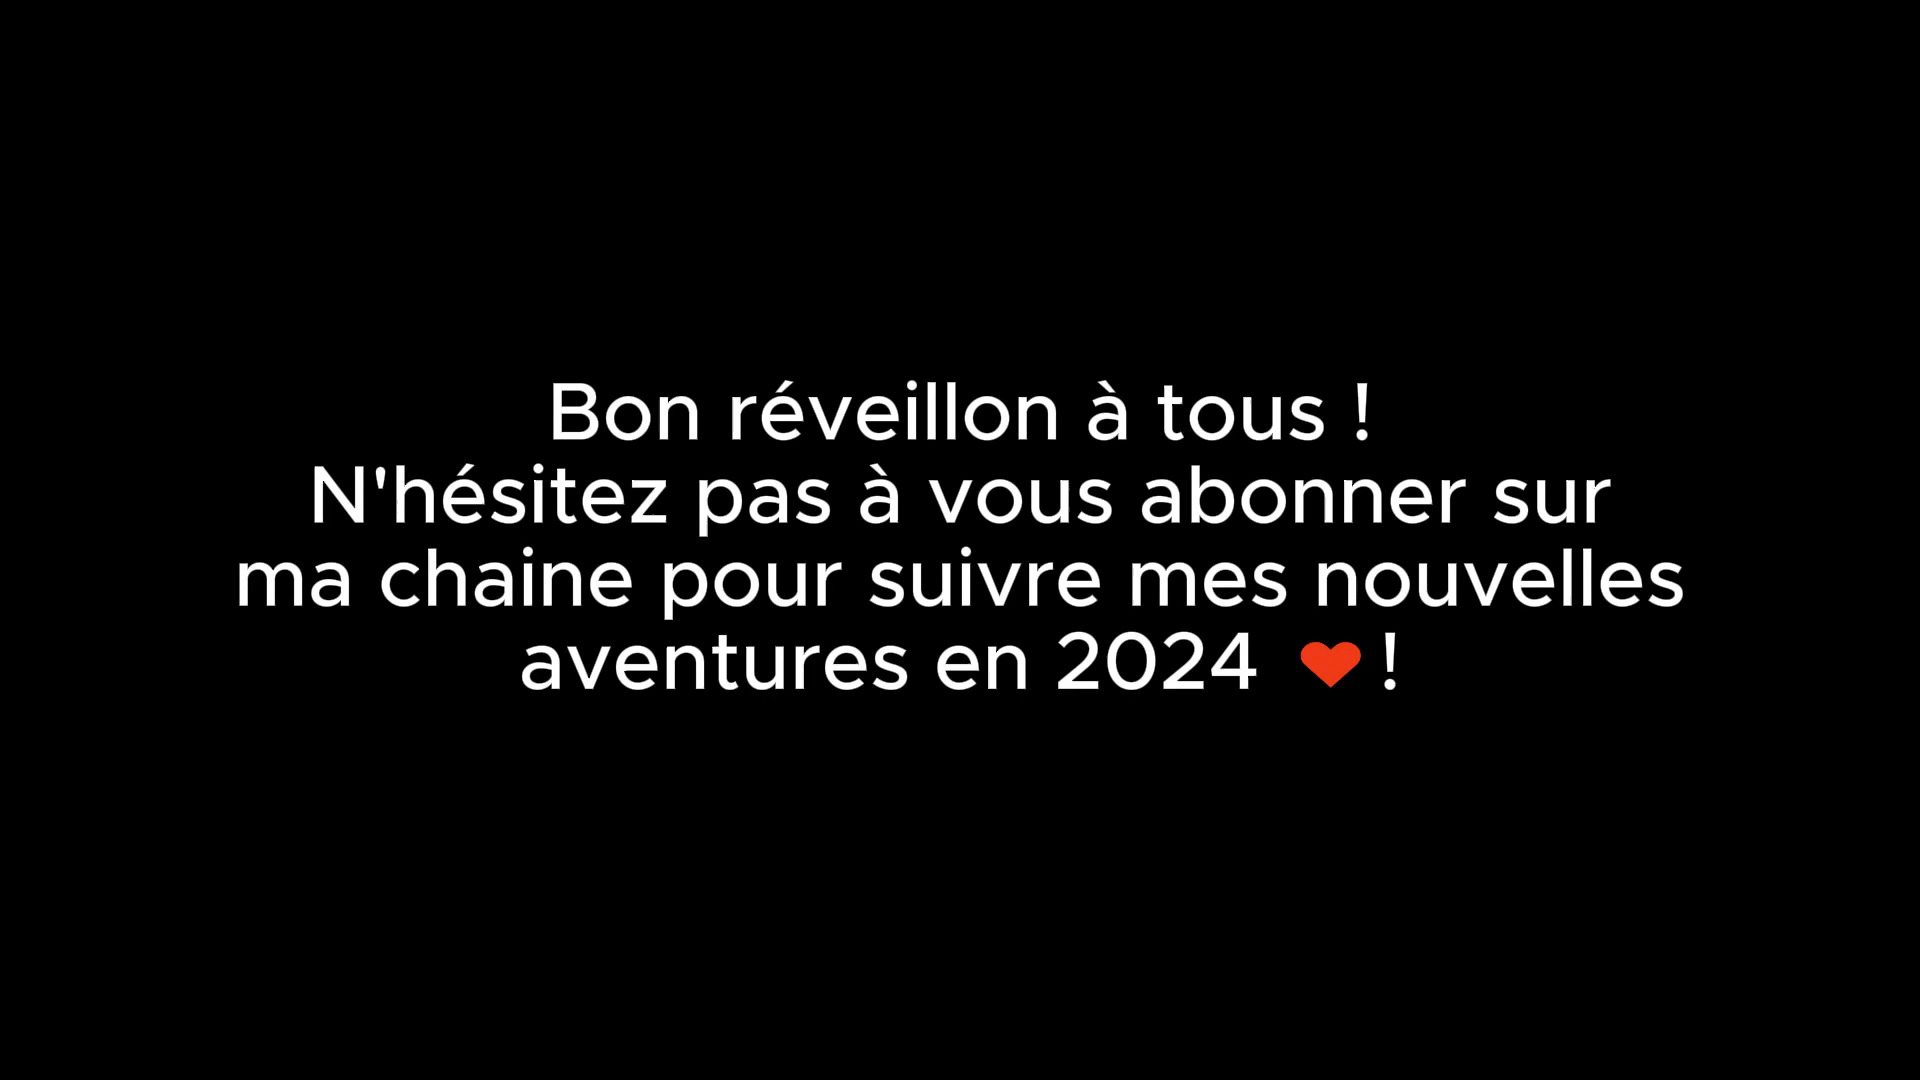 Bon réveillon à tous !
N'hésitez pas à vous abonner sur
ma chaine pour suivre mes nouvelles
aventures en 2024 ❤️ !